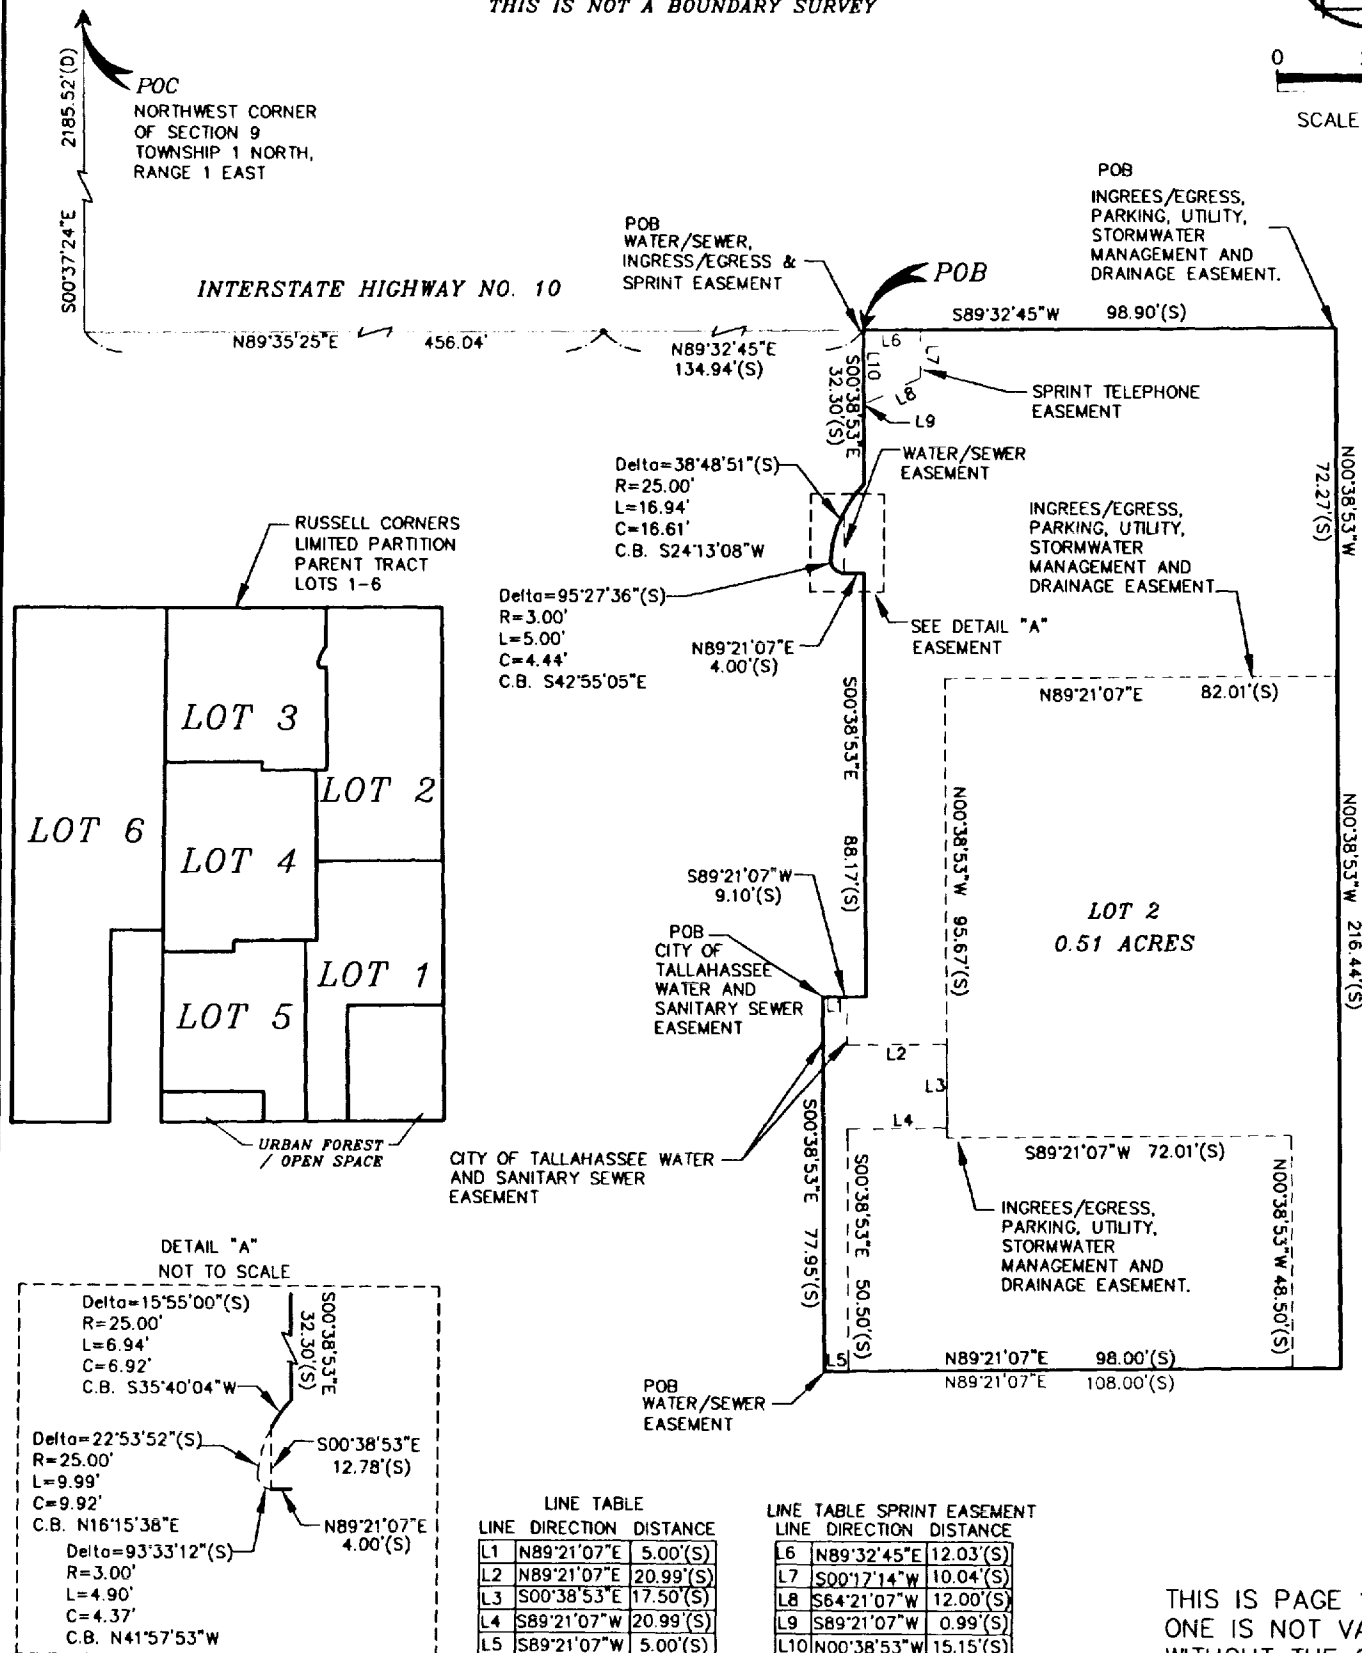 THIS IS NOT A BOUNDARY SURVEY
0
SCALE
2185.52'(D)
S00°37'24"E
POC
NORTHWEST CORNER
OF SECTION 9
TOWNSHIP 1 NORTH,
RANGE 1 EAST
INTERSTATE HIGHWAY NO. 10
N89°35'25"E
456.04'
N89°32'45"E
134.94'(S)
POB
WATER/SEWER,
INGRESS/EGRESS &
SPRINT EASEMENT
POB
POB
INGREES/EGRESS,
PARKING, UTILITY,
STORMWATER
MANAGEMENT AND
DRAINAGE EASEMENT.
S89°32'45"W 98.90'(S)
L6
L7
L10
L8
L9
S00°38'53"E
32.30'(S)
SPRINT TELEPHONE
EASEMENT
WATER/SEWER
EASEMENT
Delta=38°48'51"(S)
R=25.00'
L=16.94'
C=16.61'
C.B. S24°13'08"W
Delta=95°27'36"(S)
R=3.00'
L=5.00'
C=4.44'
C.B. S42°55'05"E
N89°21'07"E
4.00'(S)
SEE DETAIL "A"
EASEMENT
INGREES/EGRESS,
PARKING, UTILITY,
STORMWATER
MANAGEMENT AND
DRAINAGE EASEMENT
N00°38'53"W
72.27'(S)
N89°21'07"E 82.01'(S)
S00°38'53"E 88.17'(S)
N00°38'53"W 95.67'(S)
N00°38'53"W 216.44'(S)
LOT 2
0.51 ACRES
RUSSELL CORNERS
LIMITED PARTITION
PARENT TRACT
LOTS 1-6
LOT 3
LOT 2
LOT 6
LOT 4
LOT 1
LOT 5
URBAN FOREST
/ OPEN SPACE
S89°21'07"W
9.10'(S)
POB
CITY OF
TALLAHASSEE
WATER AND
SANITARY SEWER
EASEMENT
L1
L2
L3
L4
CITY OF TALLAHASSEE WATER
AND SANITARY SEWER
EASEMENT
S00°38'53"E 77.95'(S)
S00°38'53"E 50.50'(S)
S89°21'07"W 72.01'(S)
N00°38'53"W 48.50'(S)
INGREES/EGRESS,
PARKING, UTILITY,
STORMWATER
MANAGEMENT AND
DRAINAGE EASEMENT.
L5
N89°21'07"E 98.00'(S)
N89°21'07"E 108.00'(S)
POB
WATER/SEWER
EASEMENT
DETAIL "A"
NOT TO SCALE
Delta=15°55'00"(S)
R=25.00'
L=6.94'
C=6.92'
C.B. S35°40'04"W
S00°38'53"E
32.30'(S)
Delta=22°53'52"(S)
R=25.00'
L=9.99'
C=9.92'
C.B. N16°15'38"E
S00°38'53"E
12.78'(S)
N89°21'07"E
4.00'(S)
Delta=93°33'12"(S)
R=3.00'
L=4.90'
C=4.37'
C.B. N41°57'53"W
LINE TABLE
LINE DIRECTION DISTANCE
L1 N89°21'07"E 5.00'(S)
L2 N89°21'07"E 20.99'(S)
L3 S00°38'53"E 17.50'(S)
L4 S89°21'07"W 20.99'(S)
L5 S89°21'07"W 5.00'(S)
LINE TABLE SPRINT EASEMENT
LINE DIRECTION DISTANCE
L6 N89°32'45"E 12.03'(S)
L7 S00°17'14"W 10.04'(S)
L8 S64°21'07"W 12.00'(S)
L9 S89°21'07"W 0.99'(S)
L10 N00°38'53"W 15.15'(S)
THIS IS PAGE
ONE IS NOT
WITHOUT THE